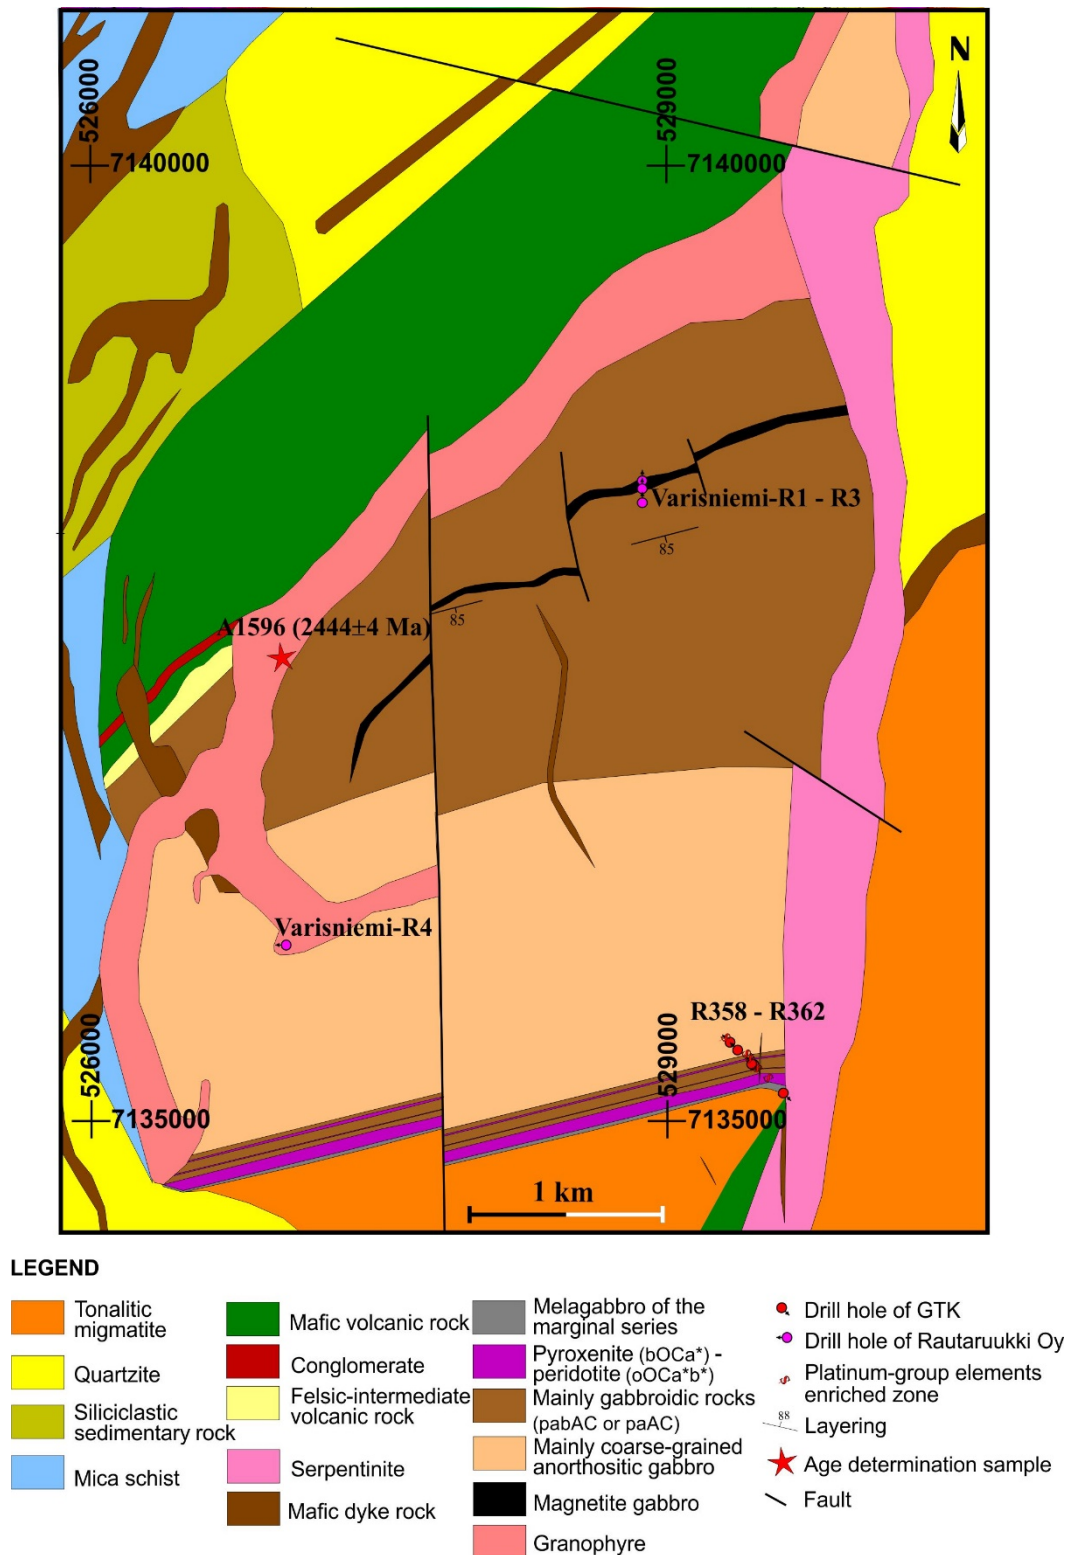 N
526000
529000
7140000
7140000
Varisniemi-R1 - R3
85
A1596 (2444±4 Ma)
85
Varisniemi-R4
R358 - R362
526000
529000
7135000
7135000
1 km
LEGEND
Tonalitic
migmatite
Quartzite
Siliciclastic
sedimentary rock
Mica schist
Mafic volcanic rock
Conglomerate
Felsic-intermediate
volcanic rock
Serpentinite
Mafic dyke rock
Melagabbro of the
marginal series
Pyroxenite (bOCa*) -
peridotite (oOCa*b*)
Mainly gabbroidic rocks
(pabAC or paAC)
Mainly coarse-grained
anorthositic gabbro
Magnetite gabbro
Granophyre
Drill hole of GTK
Drill hole of Rautaruukki Oy
Platinum-group elements
enriched zone
88
Layering
Age determination sample
Fault